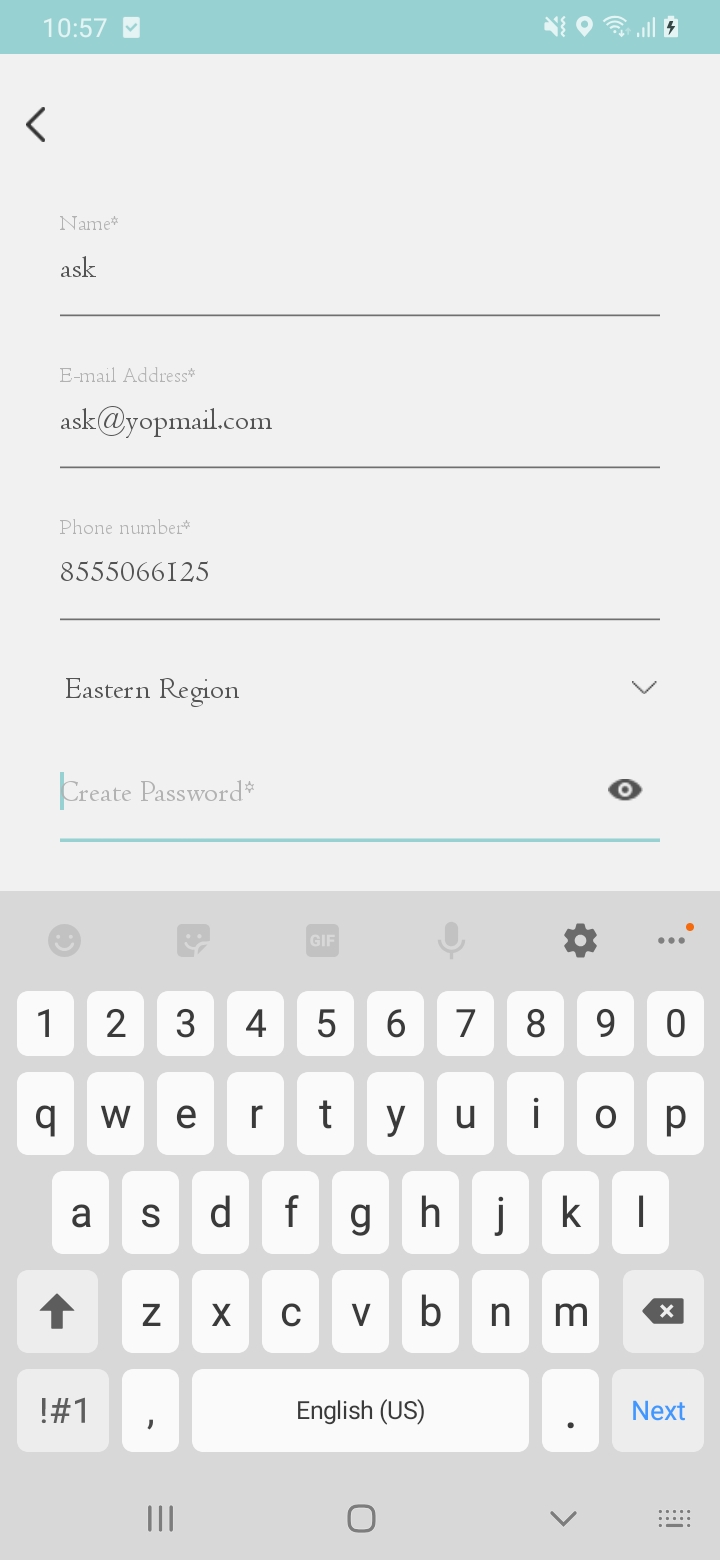 10:57
Name*
ask
E-mail Address*
ask@yopmail.com
Phone number*
8555066125
Eastern Region
Create Password*
GIF
1 2 3 4 5 6 7 8 9 0
q w e r t y u i o p
a s d f g h j k l
z x c v b n m
!#1 , English (US) . Next